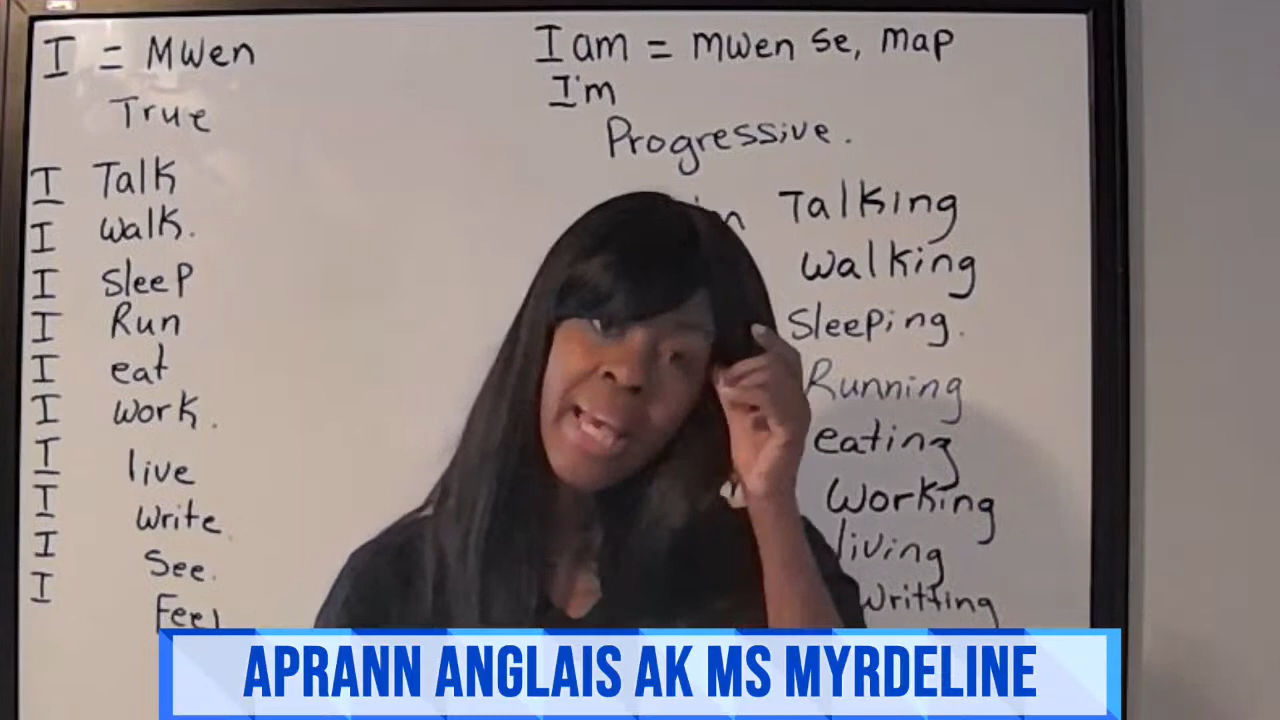 I = Mwen
True
I Talk
I walk.
I sleep
I Run
I eat
I work.
I live
I write.
I see.
I Feel
I am = mwen se, map
I'm
Progressive.
Talking
walking
Sleeping.
Running
eating
Working
living
writting
APRANN ANGLAIS AK MS MYRDELINE